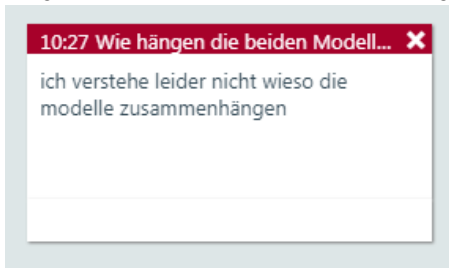 10:27 Wie hängen die beiden Modell...
ich verstehe leider nicht wieso die
modelle zusammenhängen